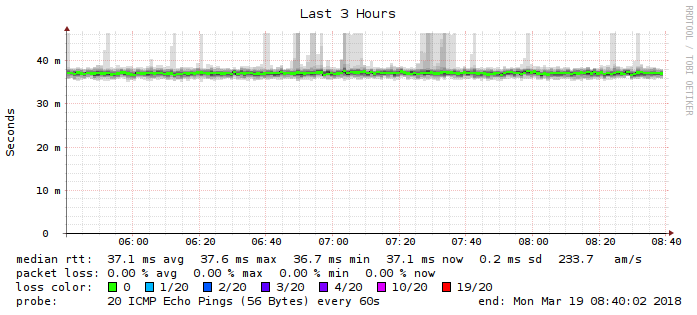 Last 3 Hours
RRDTOOL / TOBI OETIKER
Seconds
40 m
30 m
20 m
10 m
0
06:00 06:20 06:40 07:00 07:20 07:40 08:00 08:20 08:40
median rtt: 37.1 ms avg 37.6 ms max 36.7 ms min 37.1 ms now 0.2 ms sd 233.7 am/s
packet loss: 0.00 % avg 0.00 % max 0.00 % min 0.00 % now
loss color: 0 1/20 2/20 3/20 4/20 10/20 19/20
probe: 20 ICMP Echo Pings (56 Bytes) every 60s end: Mon Mar 19 08:40:02 2018